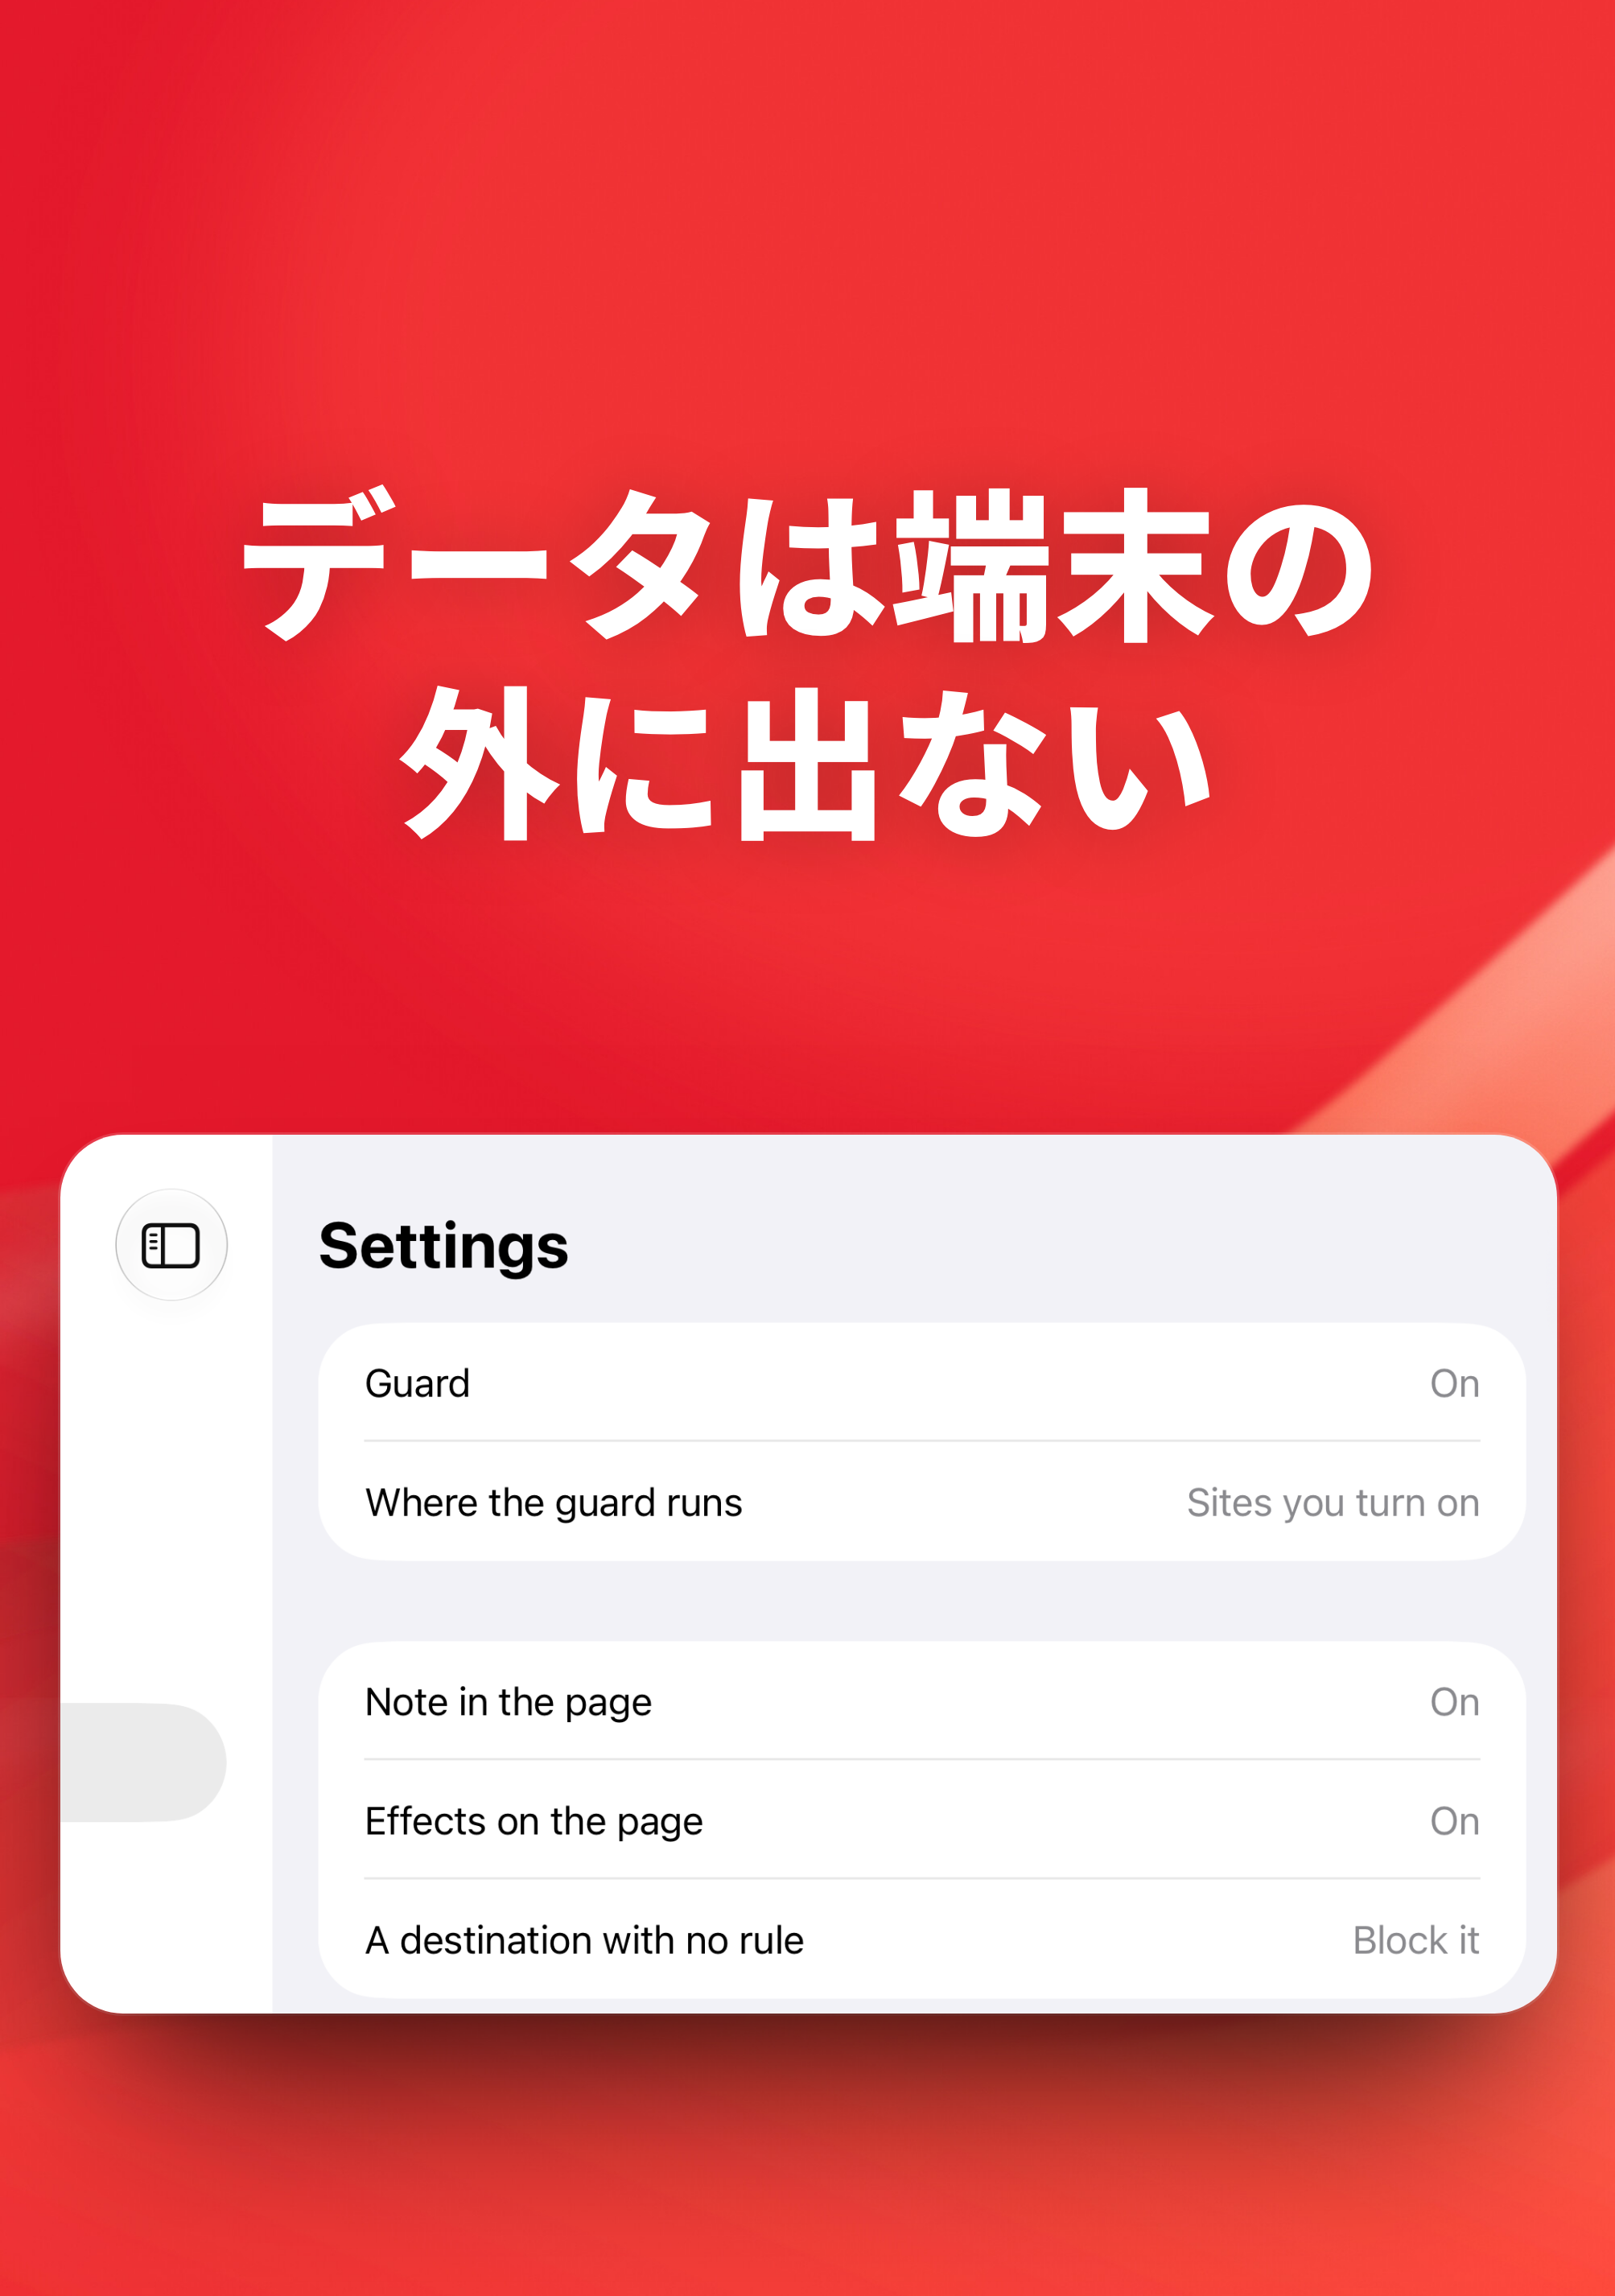 データは端末の
外に出ない
Settings
Guard On
Where the guard runs Sites you turn on
Note in the page On
Effects on the page On
A destination with no rule Block it